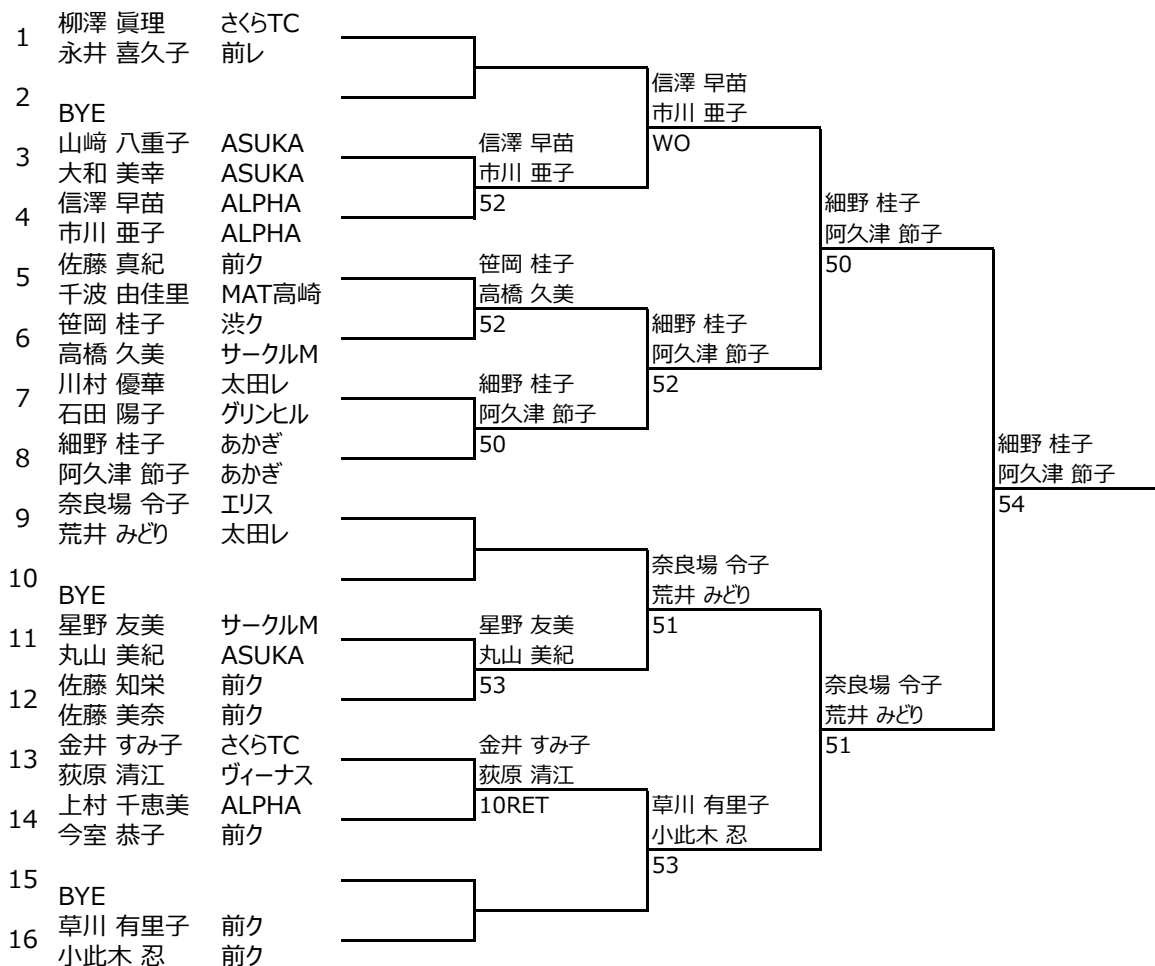 1 柳澤 眞理 さくらTC
永井 喜久子 前レ
2 BYE
3 山﨑 八重子 ASUKA
大和 美幸 ASUKA
4 信澤 早苗 ALPHA
市川 亜子 ALPHA
5 佐藤 真紀 前ク
千波 由佳里 MAT高崎
6 笹岡 桂子 渋ク
高橋 久美 サークルM
7 川村 優華 太田レ
石田 陽子 グリンヒル
8 細野 桂子 あかぎ
阿久津 節子 あかぎ
9 奈良場 令子 エリス
荒井 みどり 太田レ
10 BYE
11 星野 友美 サークルM
丸山 美紀 ASUKA
12 佐藤 知栄 前ク
佐藤 美奈 前ク
13 金井 すみ子 さくらTC
荻原 清江 ヴィーナス
14 上村 千恵美 ALPHA
今室 恭子 前ク
15 BYE
16 草川 有里子 前ク
小此木 忍 前ク
信澤 早苗
市川 亜子
52
笹岡 桂子
高橋 久美
52
細野 桂子
阿久津 節子
50
星野 友美
丸山 美紀
53
金井 すみ子
荻原 清江
10RET
信澤 早苗
市川 亜子
WO
細野 桂子
阿久津 節子
52
奈良場 令子
荒井 みどり
51
草川 有里子
小此木 忍
53
細野 桂子
阿久津 節子
50
奈良場 令子
荒井 みどり
51
細野 桂子
阿久津 節子
54